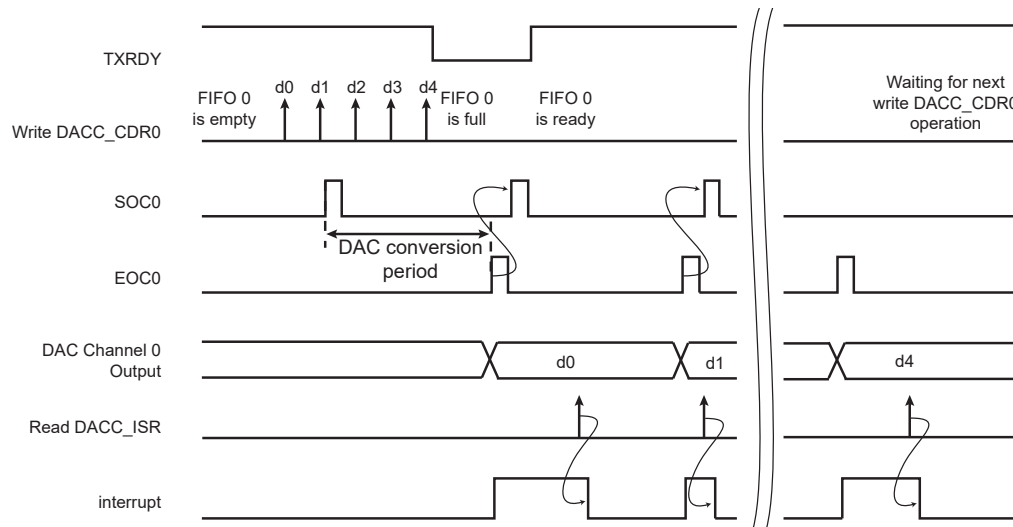 TXRDY
FIFO 0
is empty
d0
d1
d2
d3
d4
FIFO 0
is full
FIFO 0
is ready
Waiting for next
write DACC_CDR0
operation
Write DACC_CDR0
SOC0
DAC conversion
period
EOC0
DAC Channel 0
Output
d0
d1
d4
Read DACC_ISR
interrupt